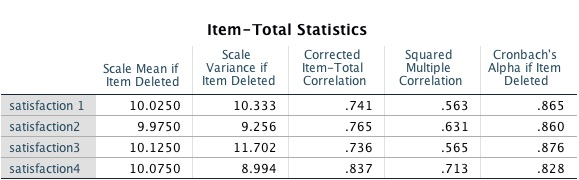 Item-Total Statistics
Scale Mean if Item Deleted Scale Variance if Item Deleted Corrected Item-Total Correlation Squared Multiple Correlation Cronbach's Alpha if Item Deleted
satisfaction 1 10.0250 10.333 .741 .563 .865
satisfaction2 9.9750 9.256 .765 .631 .860
satisfaction3 10.1250 11.702 .736 .565 .876
satisfaction4 10.0750 8.994 .837 .713 .828